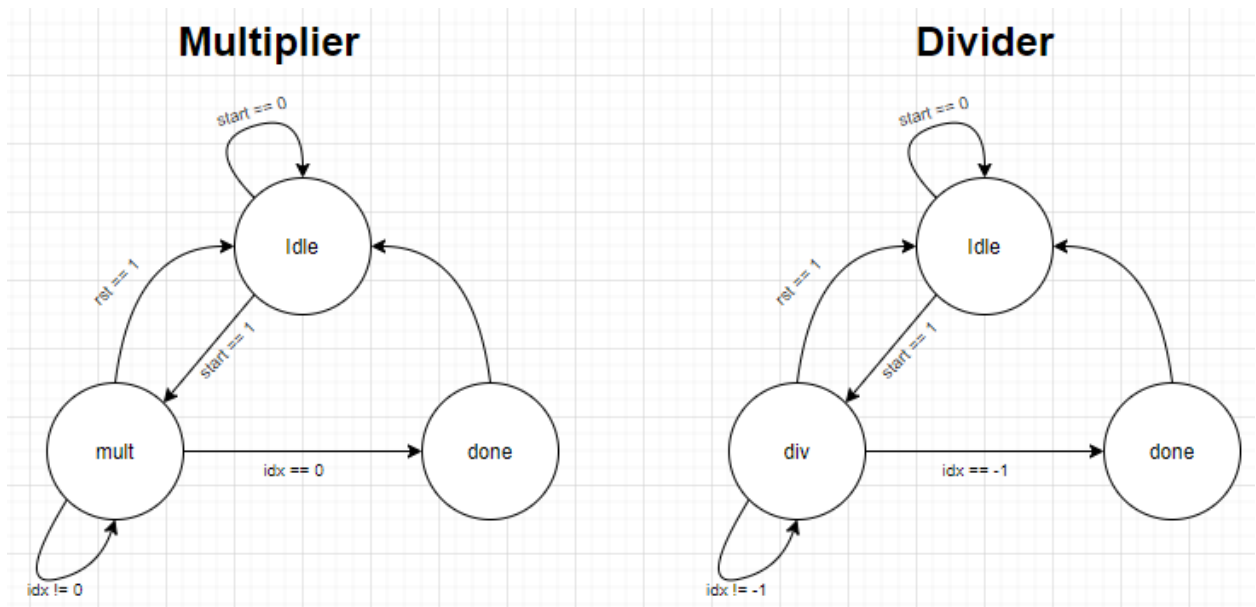 Multiplier
start == 0
Idle
rst == 1
start == 1
mult
idx == 0
done
idx != 0
Divider
start == 0
Idle
rst == 1
start == 1
div
idx == -1
done
idx != -1